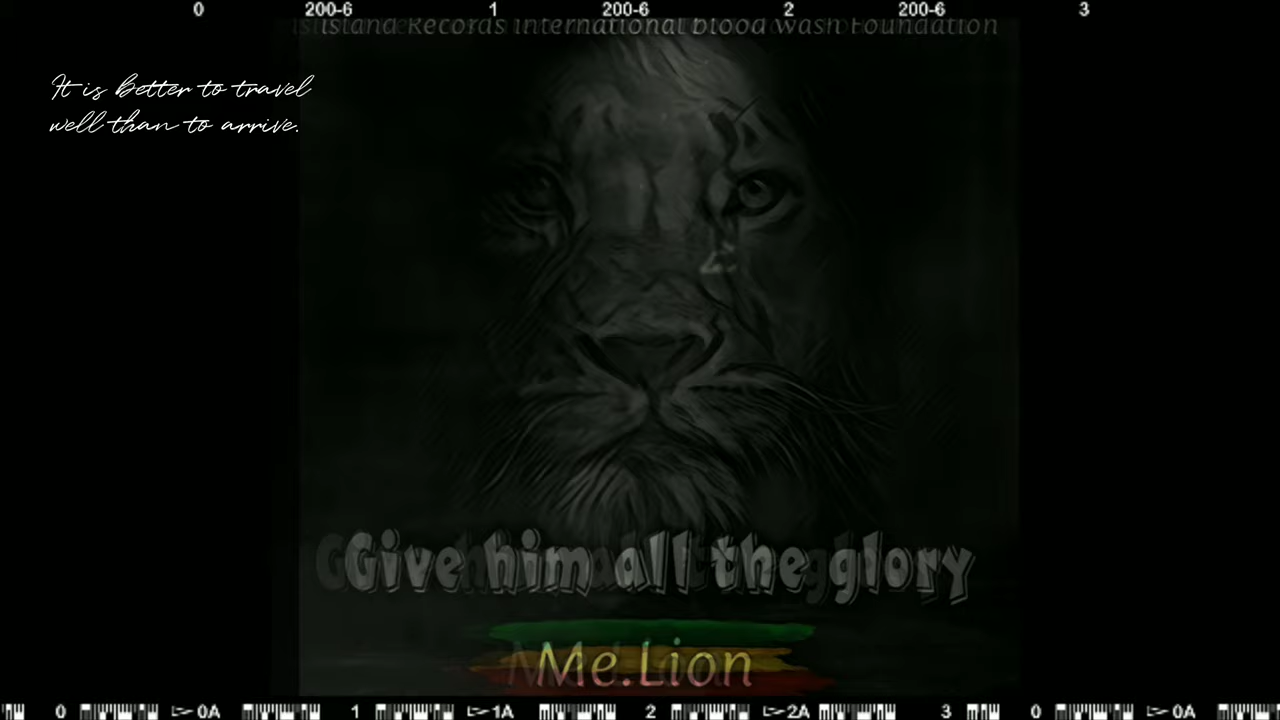 0 200-6 1 200-6 2 200-6 3
Island Records International blood wash Foundation
It is better to travel
well than to arrive.
Give him all the glory
Me.Lion
0 0A 1 1A 2 2A 3 0 0A